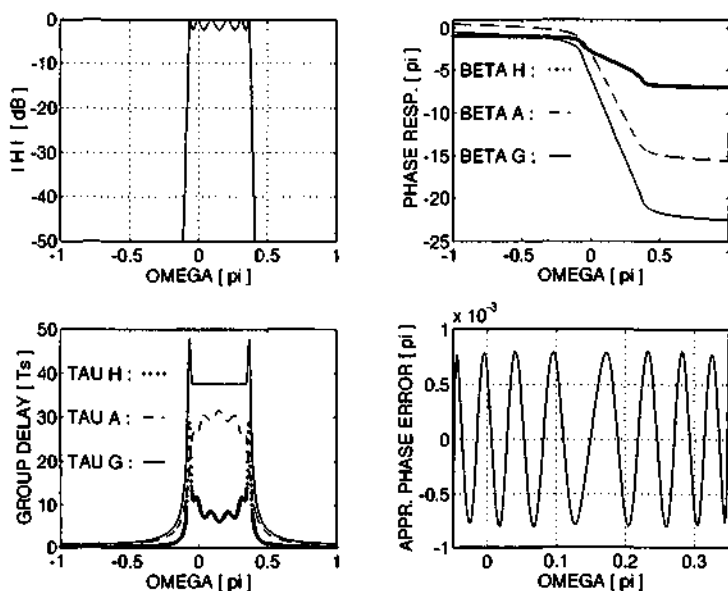 0
-10
-20
-30
-40
-50
| H | [ dB ]
-1 -0.5 0 0.5 1
OMEGA [ pi ]
0
-5
-10
-15
-20
-25
PHASE RESP. [ pi ]
BETA H :
BETA A :
BETA G :
-1 -0.5 0 0.5 1
OMEGA [ pi ]
50
40
30
20
10
0
GROUP DELAY [ Ts ]
TAU H :
TAU A :
TAU G :
-1 -0.5 0 0.5 1
OMEGA [ pi ]
x 10^-3
1
0.5
0
-0.5
-1
APPR. PHASE ERROR [ pi ]
0 0.1 0.2 0.3
OMEGA [ pi ]